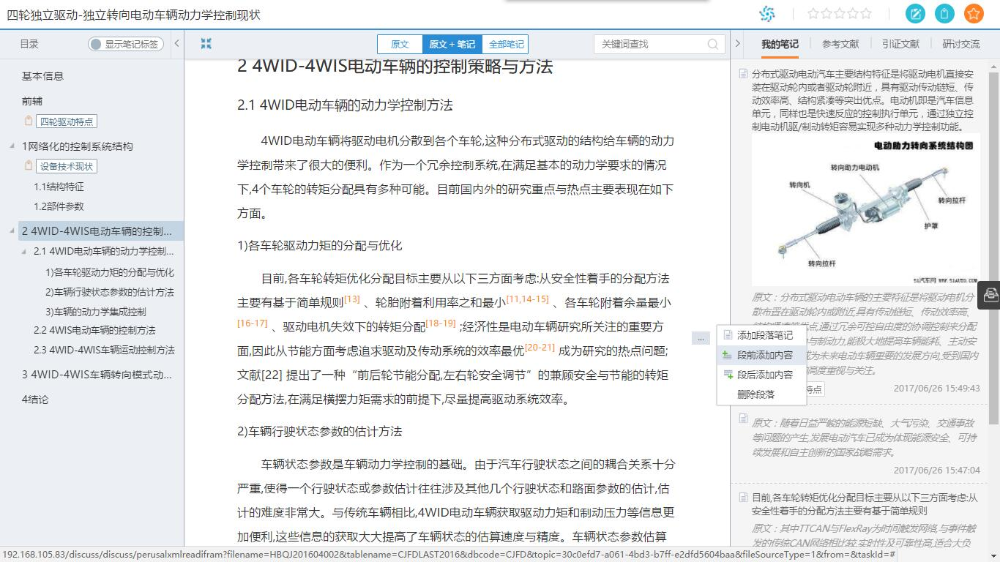 四轮独立驱动-独立转向电动车辆动力学控制现状
目录
显示笔记标签
原文
原文+笔记
全部笔记
关键词查找
我的笔记
参考文献
引证文献
研讨交流
基本信息
前辅
四轮驱动特点
1网络化的控制系统结构
设备技术现状
1.1结构特征
1.2部件参数
2 4WID-4WIS电动车辆的控制...
2.1 4WID电动车辆的动力学控制...
1)各车轮驱动力矩的分配与优化
2)车辆行驶状态参数的估计方法
3)车辆的动力学集成控制
2.2 4WIS电动车辆的控制方法
2.3 4WID-4WIS车辆运动控制方法
3 4WID-4WIS车辆转向模式动...
4结论
2 4WID-4WIS电动车辆的控制策略与方法
2.1 4WID电动车辆的动力学控制方法
4WID电动车辆将驱动电机分散到各个车轮,这种分布式驱动的结构给车辆的动力
学控制带来了很大的便利。作为一个冗余控制系统,在满足基本的动力学要求的情况
下,4个车轮的转矩分配具有多种可能。目前国内外的研究重点与热点主要表现在如下
方面。
1)各车轮驱动力矩的分配与优化
目前,各车轮转矩优化分配目标主要从以下三方面考虑:从安全性着手的分配方法
主要有基于简单规则[13] 、轮胎附着利用率之和最小[11,14-15] 、各车轮附着余量最小
[16-17] 、驱动电机失效下的转矩分配[18-19] ;经济性是电动车辆研究所关注的重要方
面,因此从节能方面考虑追求驱动及传动系统的效率最优[20-21] 成为研究的热点问题;
文献[22] 提出了一种“前后轮节能分配,左右轮安全调节”的兼顾安全与节能的转矩
分配方法,在满足横摆力矩需求的前提下,尽量提高驱动系统效率。
2)车辆行驶状态参数的估计方法
车辆状态参数是车辆动力学控制的基础。由于汽车行驶状态之间的耦合关系十分
严重,使得一个行驶状态或参数估计往往涉及其他几个行驶状态和路面参数的估计,估
计的难度非常大。与传统车辆相比,4WID电动车辆获取驱动力矩和制动压力等信息更
加便利,这些信息的获取大大提高了车辆状态的估算速度与精度。车辆状态参数估算
...
添加段落笔记
段前添加内容
段后添加内容
删除段落
分布式驱动电动汽车主要结构特征是将驱动电机直接安
装在驱动轮内或者驱动轮附近，具有驱动传动链短、传
动效率高、结构紧凑等突出优点。电动机即是汽车信息
单元，同样也是快速反应的控制执行单元，通过独立控
制电动机驱/制动转矩容易实现多种动力学控制功能。
电动助力转向系统结构图
转向助力电动机
转向机
转向拉杆
护罩
转向拉杆
51汽车网 WWW.51AUTO.COM
原文：分布式驱动电动车辆的主要特征是将驱动电机分
散布置在驱动轮内或附近,具有传动链短、传动效率高、
点,通过冗余可控自由度的协调控制来分配
与制动力,能极大地提高车辆能耗、主动安
成为未来电动车辆重要的发展方向,受到国内
高度重视与关注。
特点
2017/06/26 15:49:43
原文：随着日益严峻的能源短缺、大气污染、交通事故
等问题的产生,发展电动汽车已成为体现能源安全、可持
续发展和自主创新的国家战略需求。
2017/06/26 15:47:04
目前,各车轮转矩优化分配目标主要从以下三方面考虑:从
安全性着手的分配方法主要有基于简单规则
原文：其中TTCAN与FlexRay为时间触发网络,与事件触
发的传统CAN网络相比较,实时性及可靠性高,适合大负
192.168.105.83/discuss/discuss/perusalxmlreadifram?filename=HBQJ201604002&tablename=CJFDLAST2016&dbcode=CJFD&topic=30c0efd7-a061-4bd3-b7ff-e2dfd5604baa&fileSourceType=1&from=&taskId=#